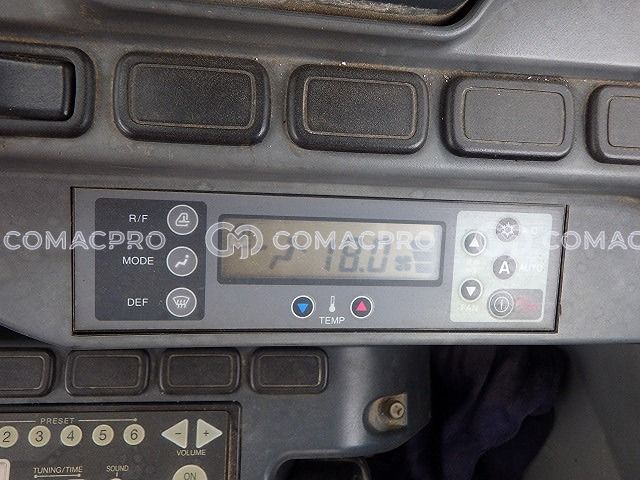 R/F
MODE
DEF
18.0
TEMP
A
AUTO
FAN
COMACPRO COMACPRO COMACPRO
PRESET
2 3 4 5 6
VOLUME
TUNING/TIME
SOUND
ON